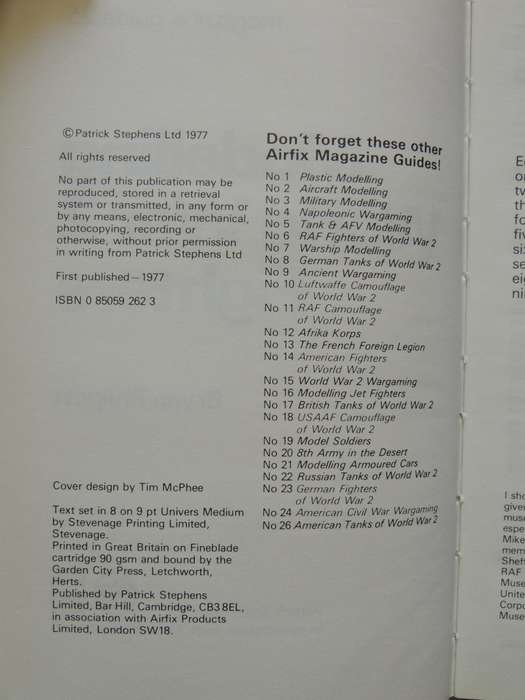 ©Patrick Stephens Ltd 1977
All rights reserved
No part of this publication may be
reproduced, stored in a retrieval
system or transmitted, in any form or
by any means, electronic, mechanical,
photocopying, recording or
otherwise, without prior permission
in writing from Patrick Stephens Ltd
First published—1977
ISBN 0 85059 262 3
Cover design by Tim McPhee
Text set in 8 on 9 pt Univers Medium
by Stevenage Printing Limited,
Stevenage.
Printed in Great Britain on Fineblade
cartridge 90 gsm and bound by the
Garden City Press, Letchworth,
Herts.
Published by Patrick Stephens
Limited, Bar Hill, Cambridge, CB3 8EL,
in association with Airfix Products
Limited, London SW18.
Don't forget these other
Airfix Magazine Guides!
No 1 Plastic Modelling
No 2 Aircraft Modelling
No 3 Military Modelling
No 4 Napoleonic Wargaming
No 5 Tank & AFV Modelling
No 6 RAF Fighters of World War 2
No 7 Warship Modelling
No 8 German Tanks of World War 2
No 9 Ancient Wargaming
No 10 Luftwaffe Camouflage
of World War 2
No 11 RAF Camouflage
of World War 2
No 12 Afrika Korps
No 13 The French Foreign Legion
No 14 American Fighters
of World War 2
No 15 World War 2 Wargaming
No 16 Modelling Jet Fighters
No 17 British Tanks of World War 2
No 18 USAAF Camouflage
of World War 2
No 19 Model Soldiers
No 20 8th Army in the Desert
No 21 Modelling Armoured Cars
No 22 Russian Tanks of World War 2
No 23 German Fighters
of World War 2
No 24 American Civil War Wargaming
No 26 American Tanks of World War 2
I sho
given
muse
espe
Mike
mem
Sheff
RAF
Muse
Unite
Corpo
Muse